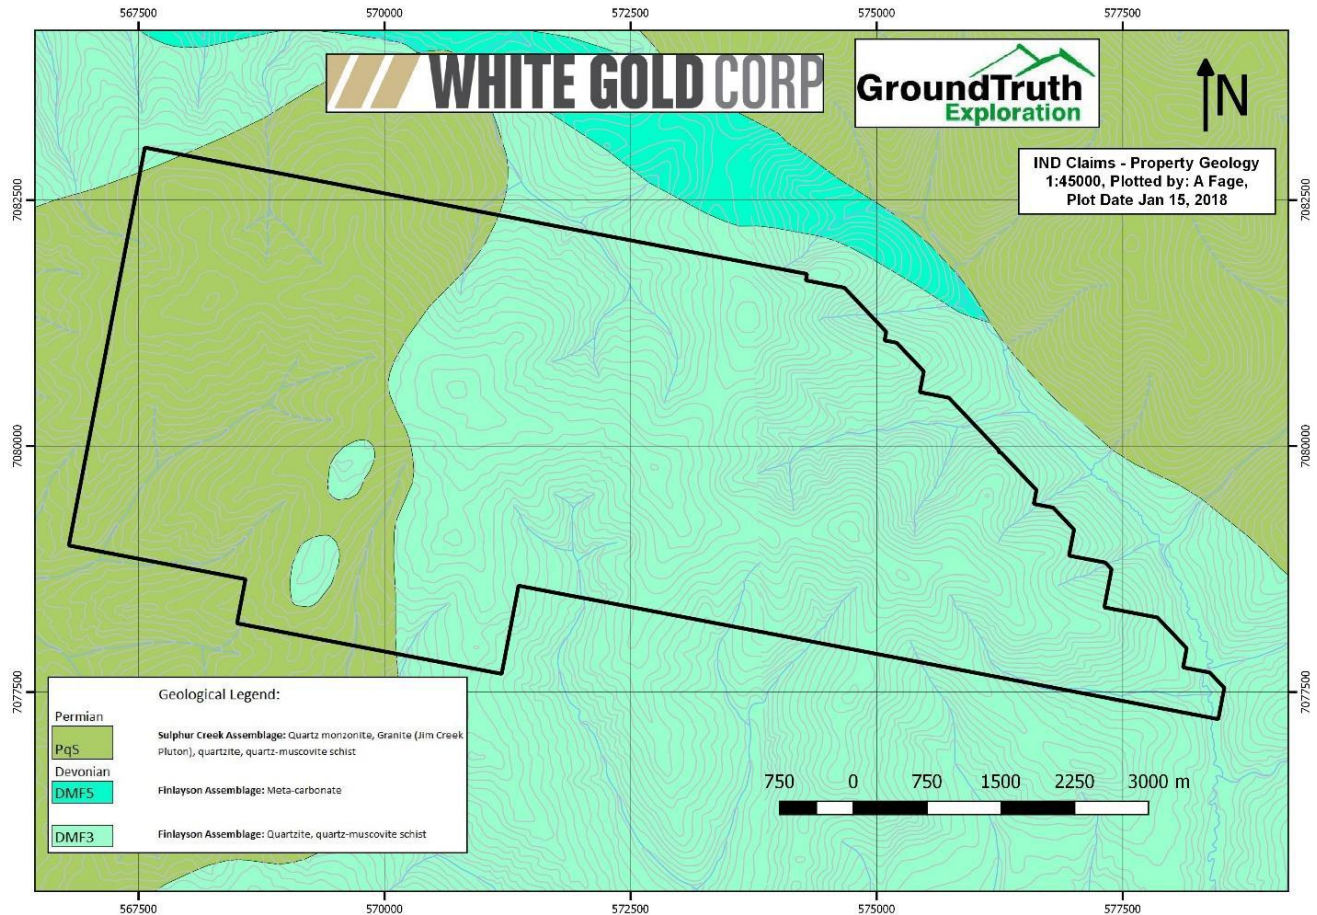 567500 570000 572500 575000 577500
WHITE GOLD CORP
GroundTruth
Exploration
N
IND Claims - Property Geology
1:45000, Plotted by: A Fage,
Plot Date Jan 15, 2018
7082500 7082500
7080000 7080000
7077500 7077500
Geological Legend:
Permian
PqS
Sulphur Creek Assemblage: Quartz monzonite, Granite (Jim Creek
Pluton), quartzite, quartz-muscovite schist
Devonian
DMF5
Finlayson Assemblage: Meta-carbonate
DMF3
Finlayson Assemblage: Quartzite, quartz-muscovite schist
750 0 750 1500 2250 3000 m
567500 570000 572500 575000 577500